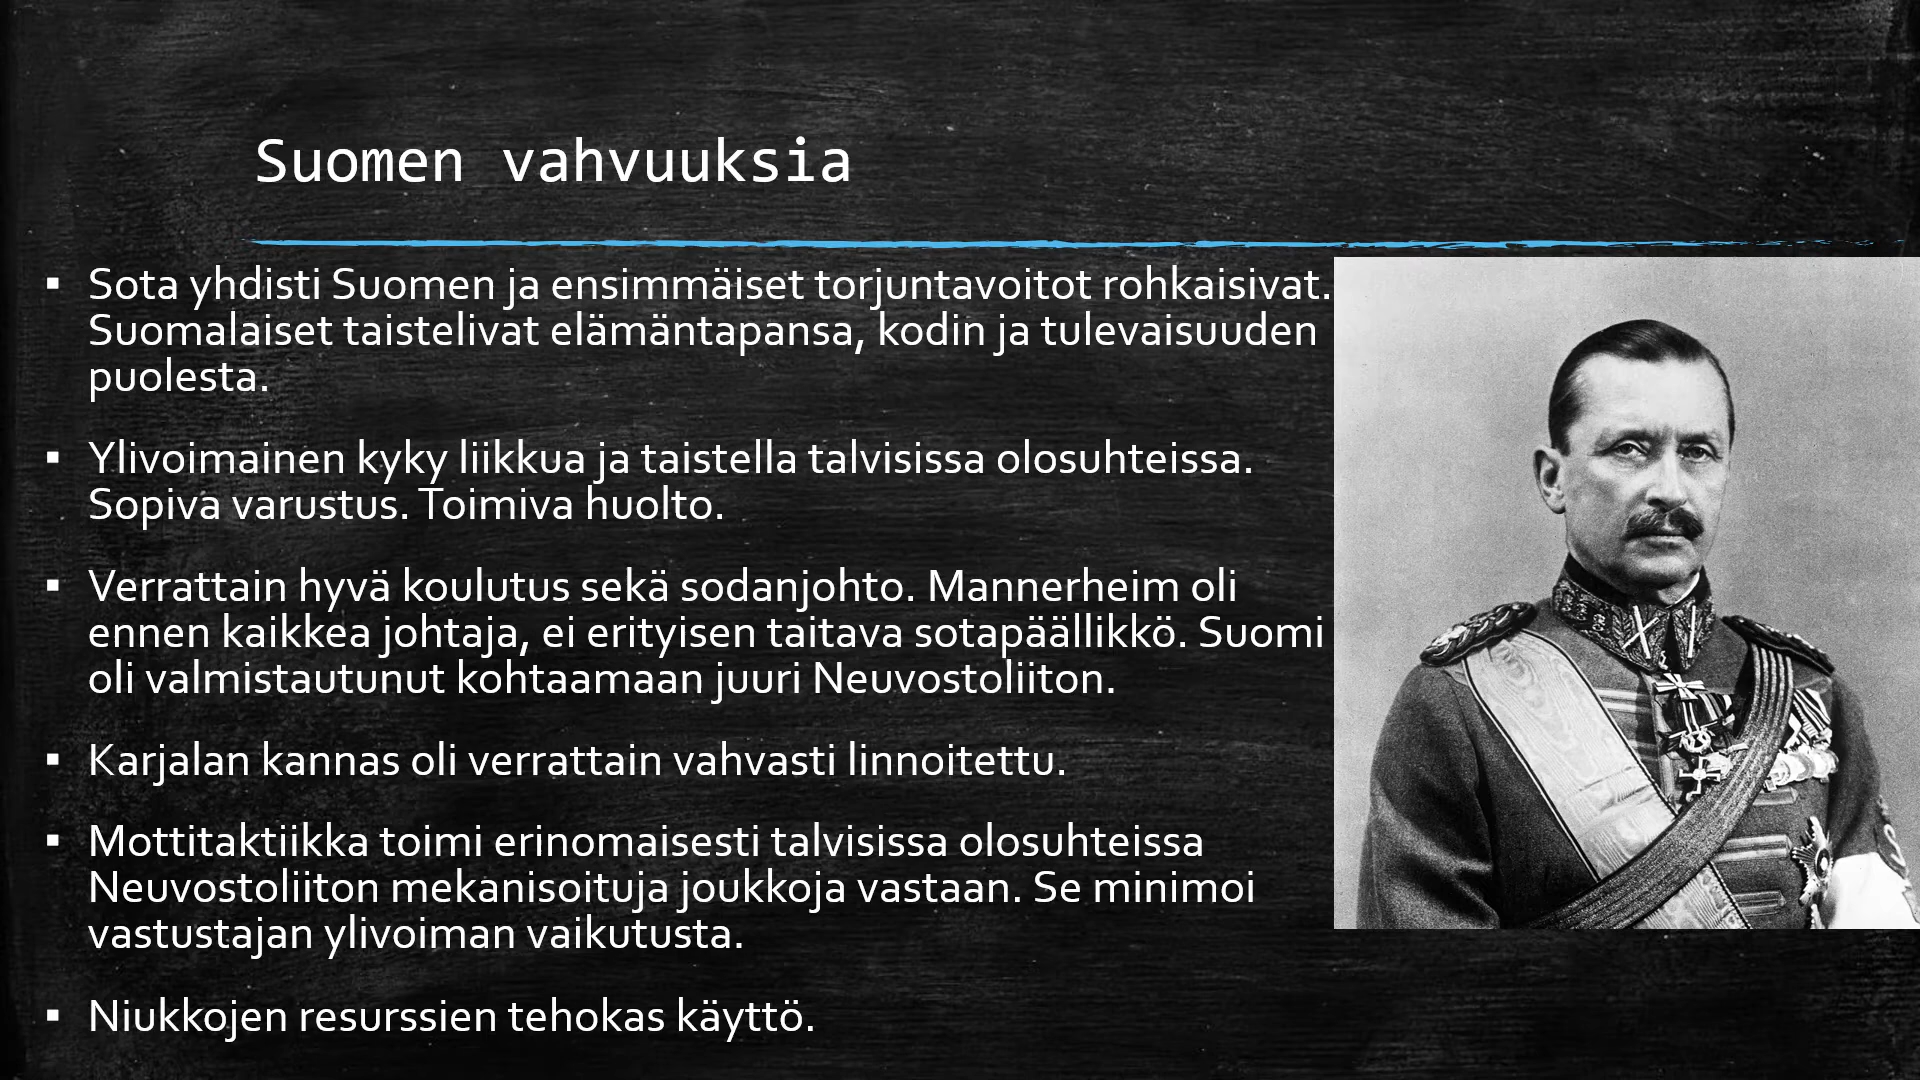 Suomen vahvuuksia
▪ Sota yhdisti Suomen ja ensimmäiset torjuntavoitot rohkaisivat.
Suomalaiset taistelivat elämäntapansa, kodin ja tulevaisuuden
puolesta.
▪ Ylivoimainen kyky liikkua ja taistella talvisissa olosuhteissa.
Sopiva varustus. Toimiva huolto.
▪ Verrattain hyvä koulutus sekä sodanjohto. Mannerheim oli
ennen kaikkea johtaja, ei erityisen taitava sotapäällikkö. Suomi
oli valmistautunut kohtaamaan juuri Neuvostoliiton.
▪ Karjalan kannas oli verrattain vahvasti linnoitettu.
▪ Mottitaktiikka toimi erinomaisesti talvisissa olosuhteissa
Neuvostoliiton mekanisoituja joukkoja vastaan. Se minimoi
vastustajan ylivoiman vaikutusta.
▪ Niukkojen resurssien tehokas käyttö.